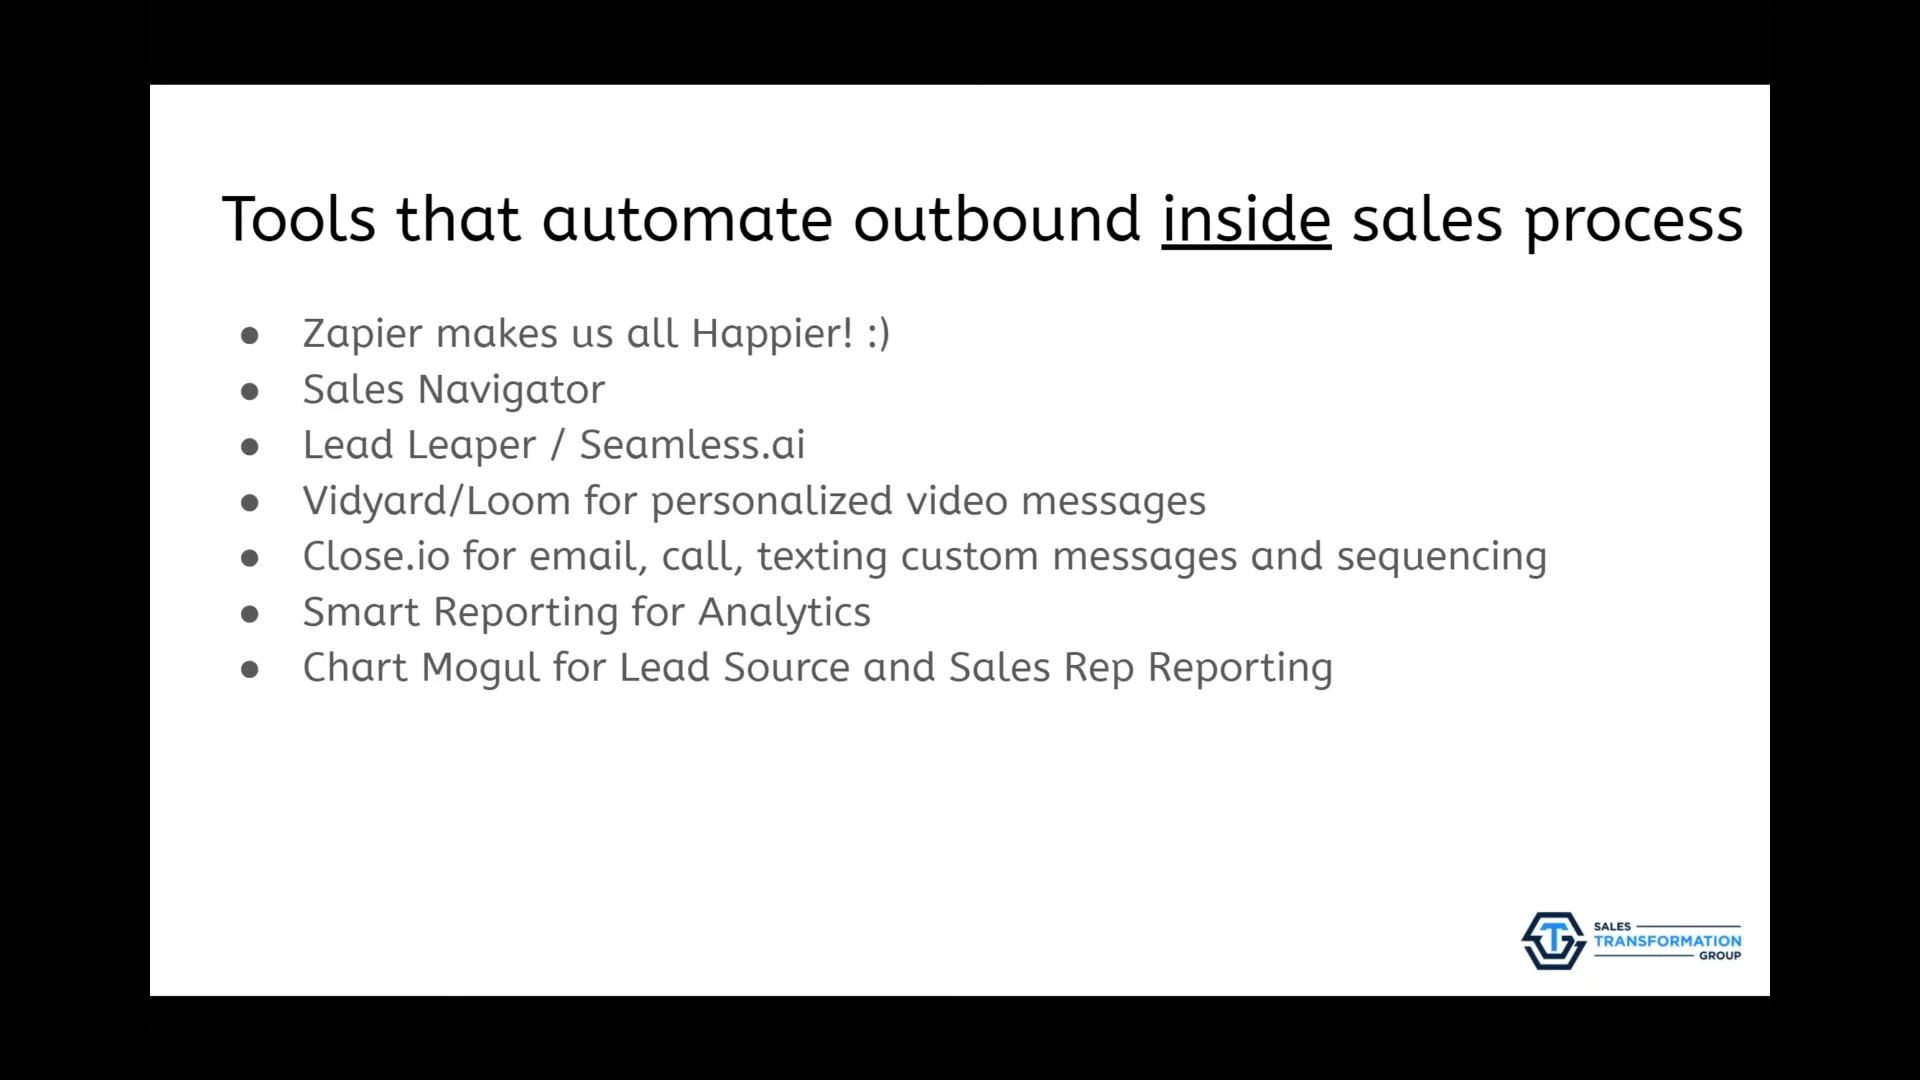 Tools that automate outbound inside sales process
● Zapier makes us all Happier! :)
● Sales Navigator
● Lead Leaper / Seamless.ai
● Vidyard/Loom for personalized video messages
● Close.io for email, call, texting custom messages and sequencing
● Smart Reporting for Analytics
● Chart Mogul for Lead Source and Sales Rep Reporting
SALES
TRANSFORMATION
GROUP